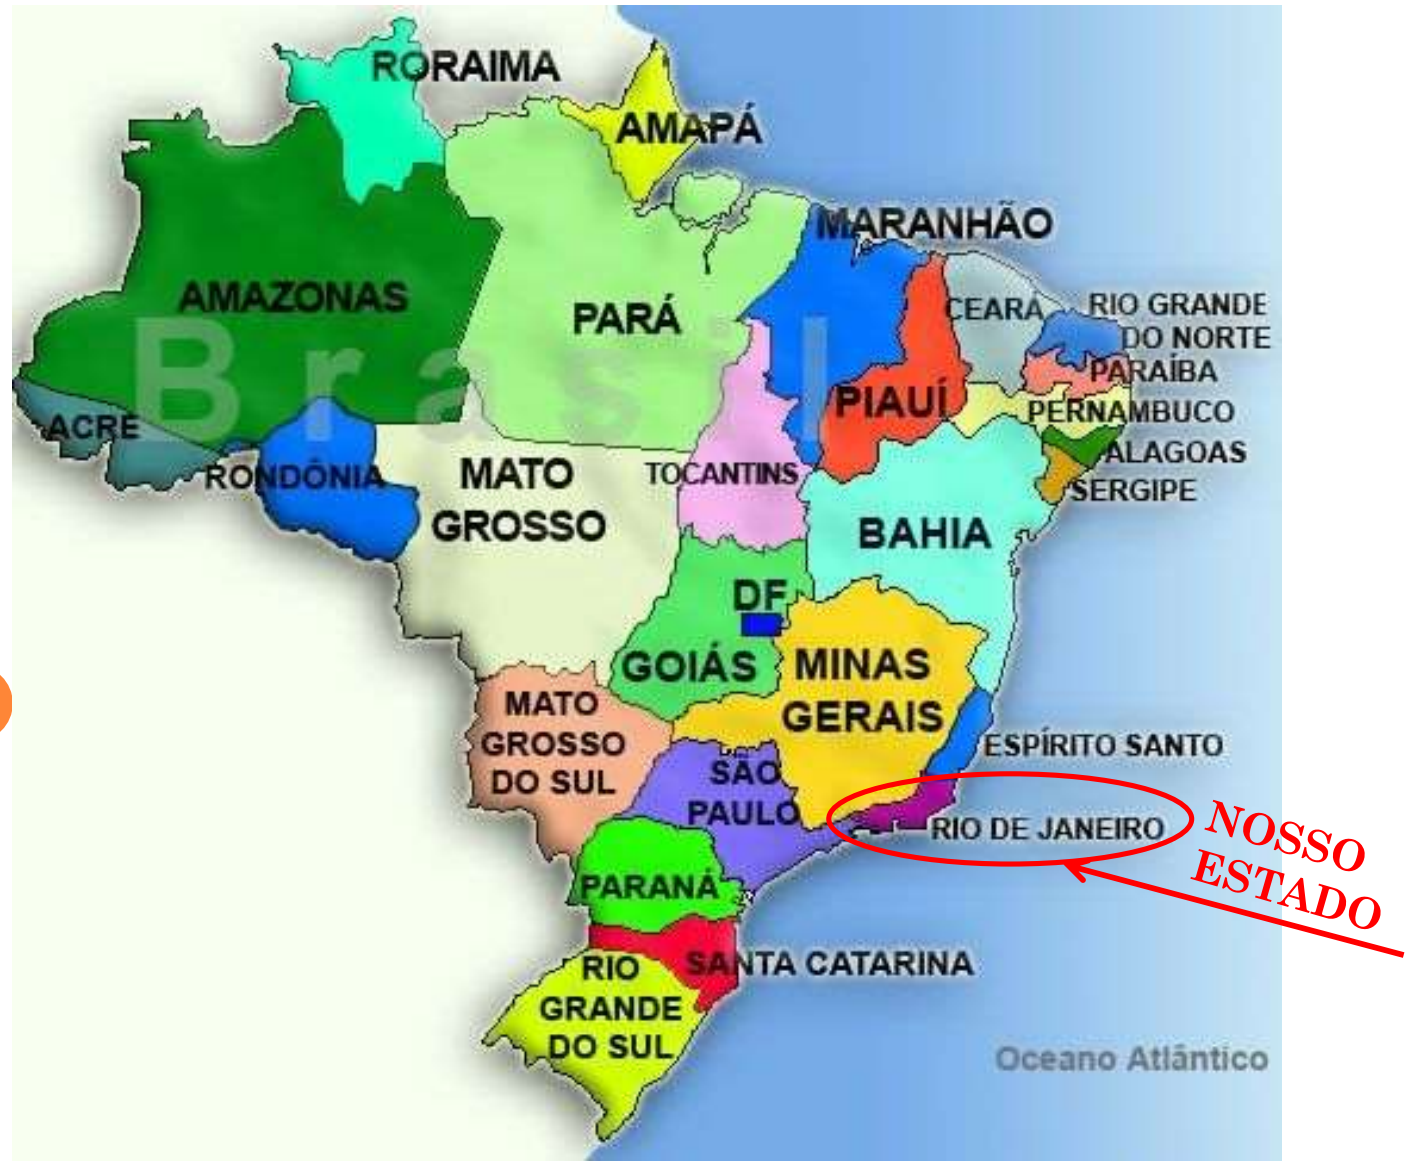 RORAIMA
AMAPÁ
MARANHÃO
AMAZONAS
PARÁ
CEARÁ
RIO GRANDE
DO NORTE
PARAÍBA
Brasil
PIAUÍ
PERNAMBUCO
ACRE
ALAGOAS
RONDÔNIA
MATO
GROSSO
TOCANTINS
SERGIPE
BAHIA
DF
GOIÁS
MINAS
GERAIS
MATO
GROSSO
DO SUL
ESPÍRITO SANTO
SÃO
PAULO
RIO DE JANEIRO
NOSSO
ESTADO
PARANÁ
SANTA CATARINA
RIO
GRANDE
DO SUL
Oceano Atlântico